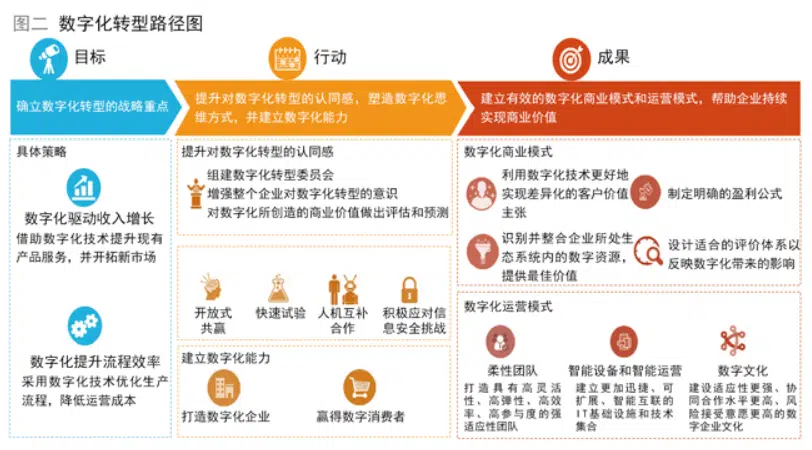 图二 数字化转型路径图
目标
行动
成果
确立数字化转型的战略重点
提升对数字化转型的认同感，塑造数字化思
维方式，并建立数字化能力
建立有效的数字化商业模式和运营模式，帮助企业持续
实现商业价值
具体策略
数字化驱动收入增长
借助数字化技术提升现有
产品服务，并开拓新市场
数字化提升流程效率
采用数字化技术优化生产
流程，降低运营成本
提升对数字化转型的认同感
组建数字化转型委员会
增强整个企业对数字化转型的意识
对数字化所创造的商业价值做出评估和预测
开放式
共赢
快速试验
人机互补
合作
积极应对信
息安全挑战
建立数字化能力
打造数字化企业
赢得数字消费者
数字化商业模式
利用数字化技术更好地
实现差异化的客户价值
主张
制定明确的盈利公式
识别并整合企业所处生
态系统内的数字资源，
提供最佳价值
设计适合的评价体系以
反映数字化带来的影响
数字化运营模式
柔性团队
打造具有高灵活
性、高弹性、高效
率、高参与度的强
适应性团队
智能设备和智能运营
建立更加迅捷、可
扩展、智能互联的
IT基础设施和技术
集合
数字文化
建设适应性更强、协
同合作水平更高、风
险接受意愿更高的数
字企业文化